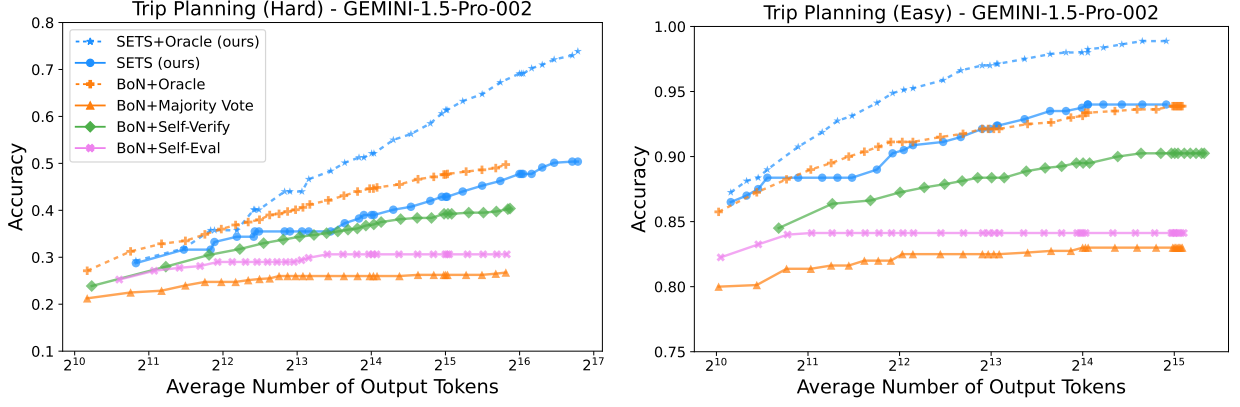 Trip Planning (Hard) - GEMINI-1.5-Pro-002
0.8
0.7
0.6
0.5
0.4
0.3
0.2
0.1
Accuracy
SETS+Oracle (ours)
SETS (ours)
BoN+Oracle
BoN+Majority Vote
BoN+Self-Verify
BoN+Self-Eval
2^10 2^11 2^12 2^13 2^14 2^15 2^16 2^17
Average Number of Output Tokens
Trip Planning (Easy) - GEMINI-1.5-Pro-002
1.00
0.95
0.90
0.85
0.80
0.75
Accuracy
2^10 2^11 2^12 2^13 2^14 2^15
Average Number of Output Tokens